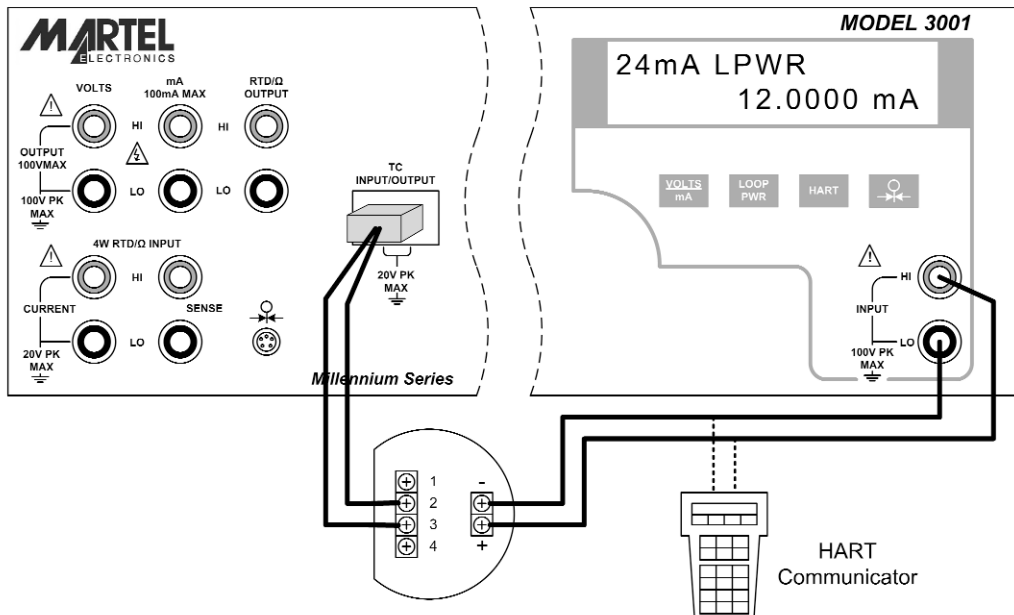 MARTEL
ELECTRONICS
MODEL 3001
24mA LPWR
12.0000 mA
VOLTS
mA
100mA MAX
RTD/Ω
OUTPUT
HI
HI
OUTPUT
100VMAX
LO
LO
100V PK
MAX
TC
INPUT/OUTPUT
20V PK
MAX
4W RTD/Ω INPUT
HI
CURRENT
SENSE
LO
20V PK
MAX
Millennium Series
VOLTS
mA
LOOP
PWR
HART
HI
INPUT
LO
100V PK
MAX
1
2
3
4
-
+
HART
Communicator